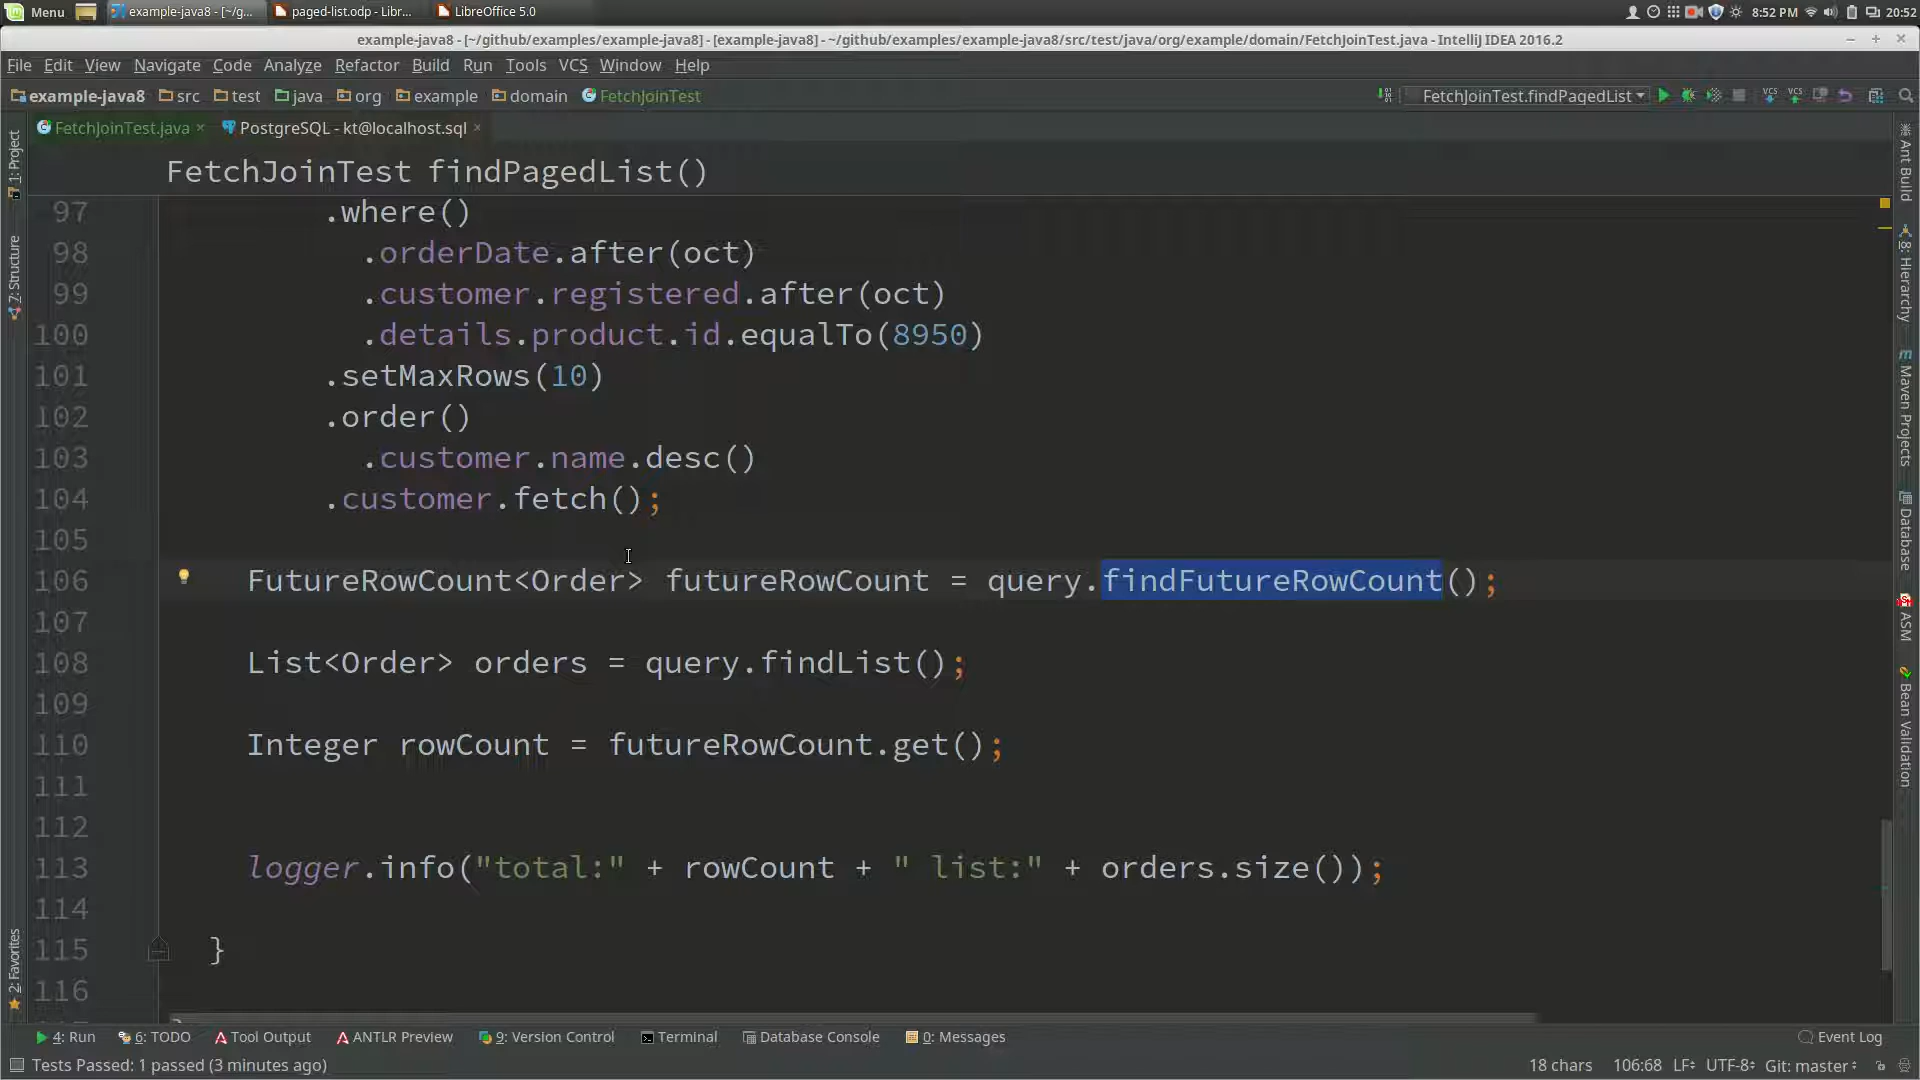 Menu example-java8 - [~/g... paged-list.odp - Libr... LibreOffice 5.0 8:52 PM 20:52
example-java8 - [~/github/examples/example-java8] - [example-java8] - ~/github/examples/example-java8/src/test/java/org/example/domain/FetchJoinTest.java - IntelliJ IDEA 2016.2
File Edit View Navigate Code Analyze Refactor Build Run Tools VCS Window Help
example-java8 src test java org example domain FetchJoinTest FetchJoinTest.findPagedList VCS VCS
FetchJoinTest.java PostgreSQL - kt@localhost.sql
FetchJoinTest findPagedList()
97 .where()
98 .orderDate.after(oct)
99 .customer.registered.after(oct)
100 .details.product.id.equalTo(8950)
101 .setMaxRows(10)
102 .order()
103 .customer.name.desc()
104 .customer.fetch();
105
106 FutureRowCount<Order> futureRowCount = query.findFutureRowCount();
107
108 List<Order> orders = query.findList();
109
110 Integer rowCount = futureRowCount.get();
111
112
113 logger.info("total:" + rowCount + " list:" + orders.size());
114
115 }
116
1: Project
7: Structure
2: Favorites
Ant Build
8: Hierarchy
m Maven Projects
Database
ASM
Bean Validation
4: Run 6: TODO Tool Output ANTLR Preview 9: Version Control Terminal Database Console 0: Messages Event Log
Tests Passed: 1 passed (3 minutes ago) 18 chars 106:68 LF UTF-8 Git: master